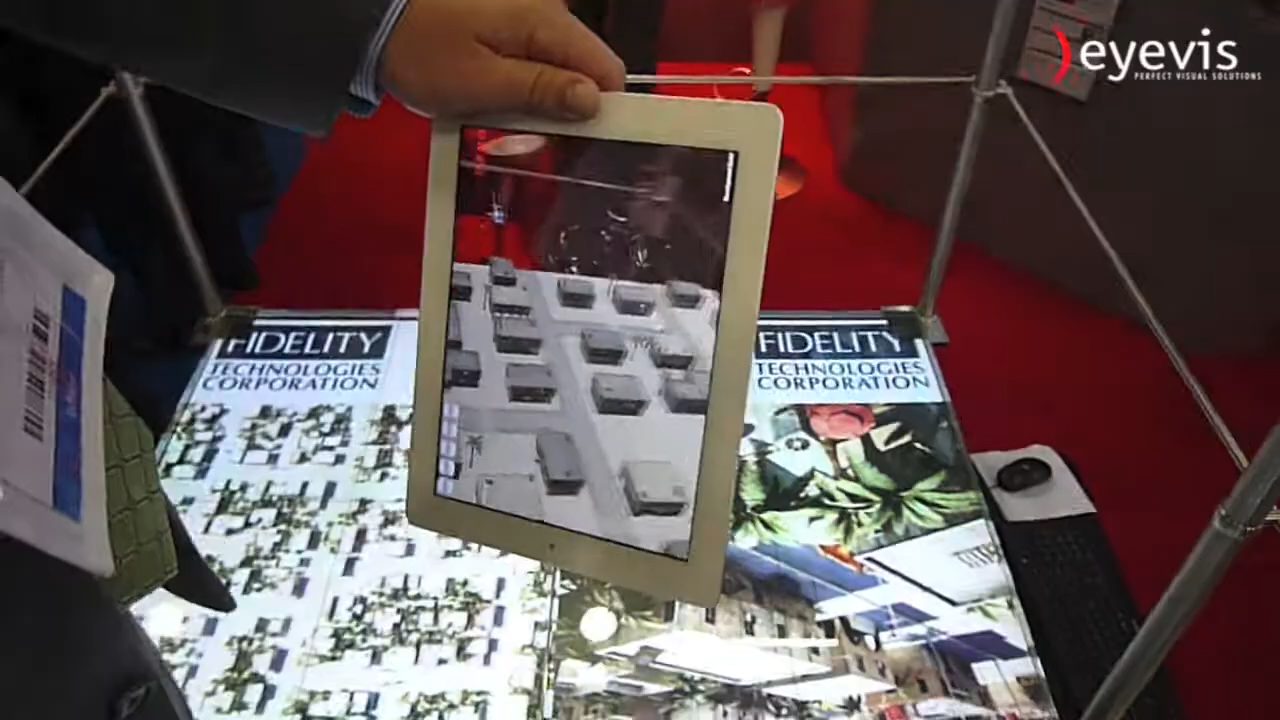 eyevis
PERFECT VISUAL SOLUTIONS
FIDELITY
TECHNOLOGIES
CORPORATION
FIDELITY
TECHNOLOGIES
CORPORATION